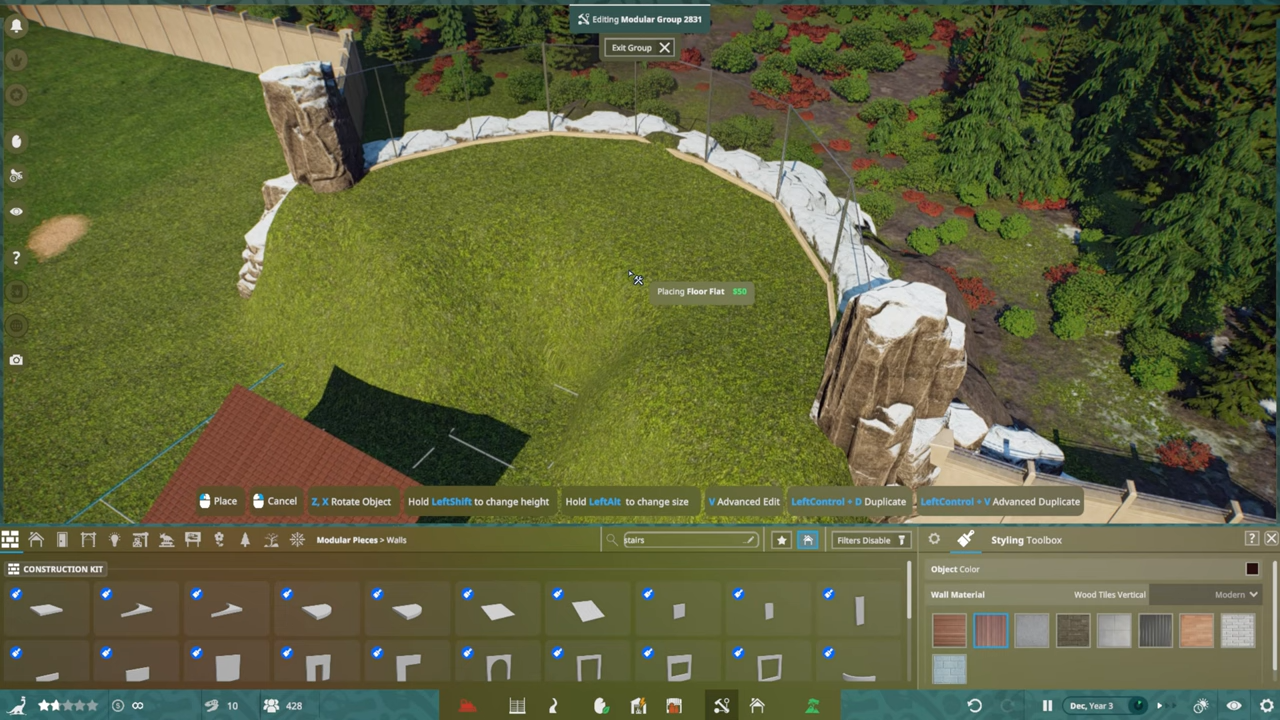 Editing Modular Group 2831
Exit Group
Placing Floor Flat $50
Place
Cancel
Z, X Rotate Object
Hold LeftShift to change height
Hold LeftAlt to change size
V Advanced Edit
LeftControl + D Duplicate
LeftControl + V Advanced Duplicate
Modular Pieces > Walls
stairs
Filters Disable
Styling Toolbox
?
CONSTRUCTION KIT
Object Color
Wall Material
Wood Tiles Vertical
Modern
∞
10
428
Dec, Year 3